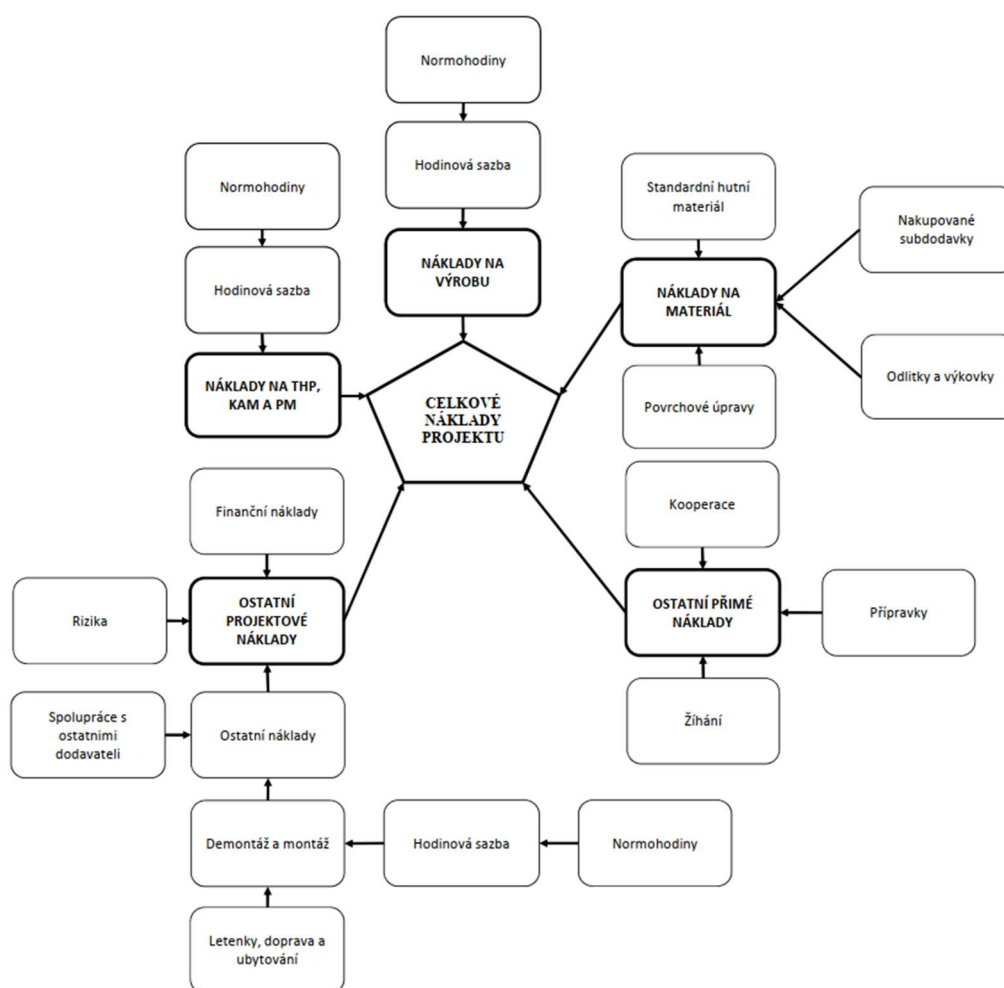 Normohodiny
Hodinová sazba
NÁKLADY NA
VÝROBU
Normohodiny
Hodinová sazba
NÁKLADY NA THP,
KAM A PM
Standardní hutní
materiál
Nakupované
subdodavky
NÁKLADY NA
MATERIÁL
Odlitky a výkovky
Povrchové úpravy
CELKOVÉ
NÁKLADY
PROJEKTU
Finanční náklady
Rizika
OSTATNÍ
PROJEKTOVÉ
NÁKLADY
Kooperace
OSTATNÍ PŘIMÉ
NÁKLADY
Přípravky
Žíhání
Spolupráce s
ostatnimi
dodavateli
Ostatní náklady
Demontáž a montáž
Hodinová sazba
Normohodiny
Letenky, doprava a
ubytování